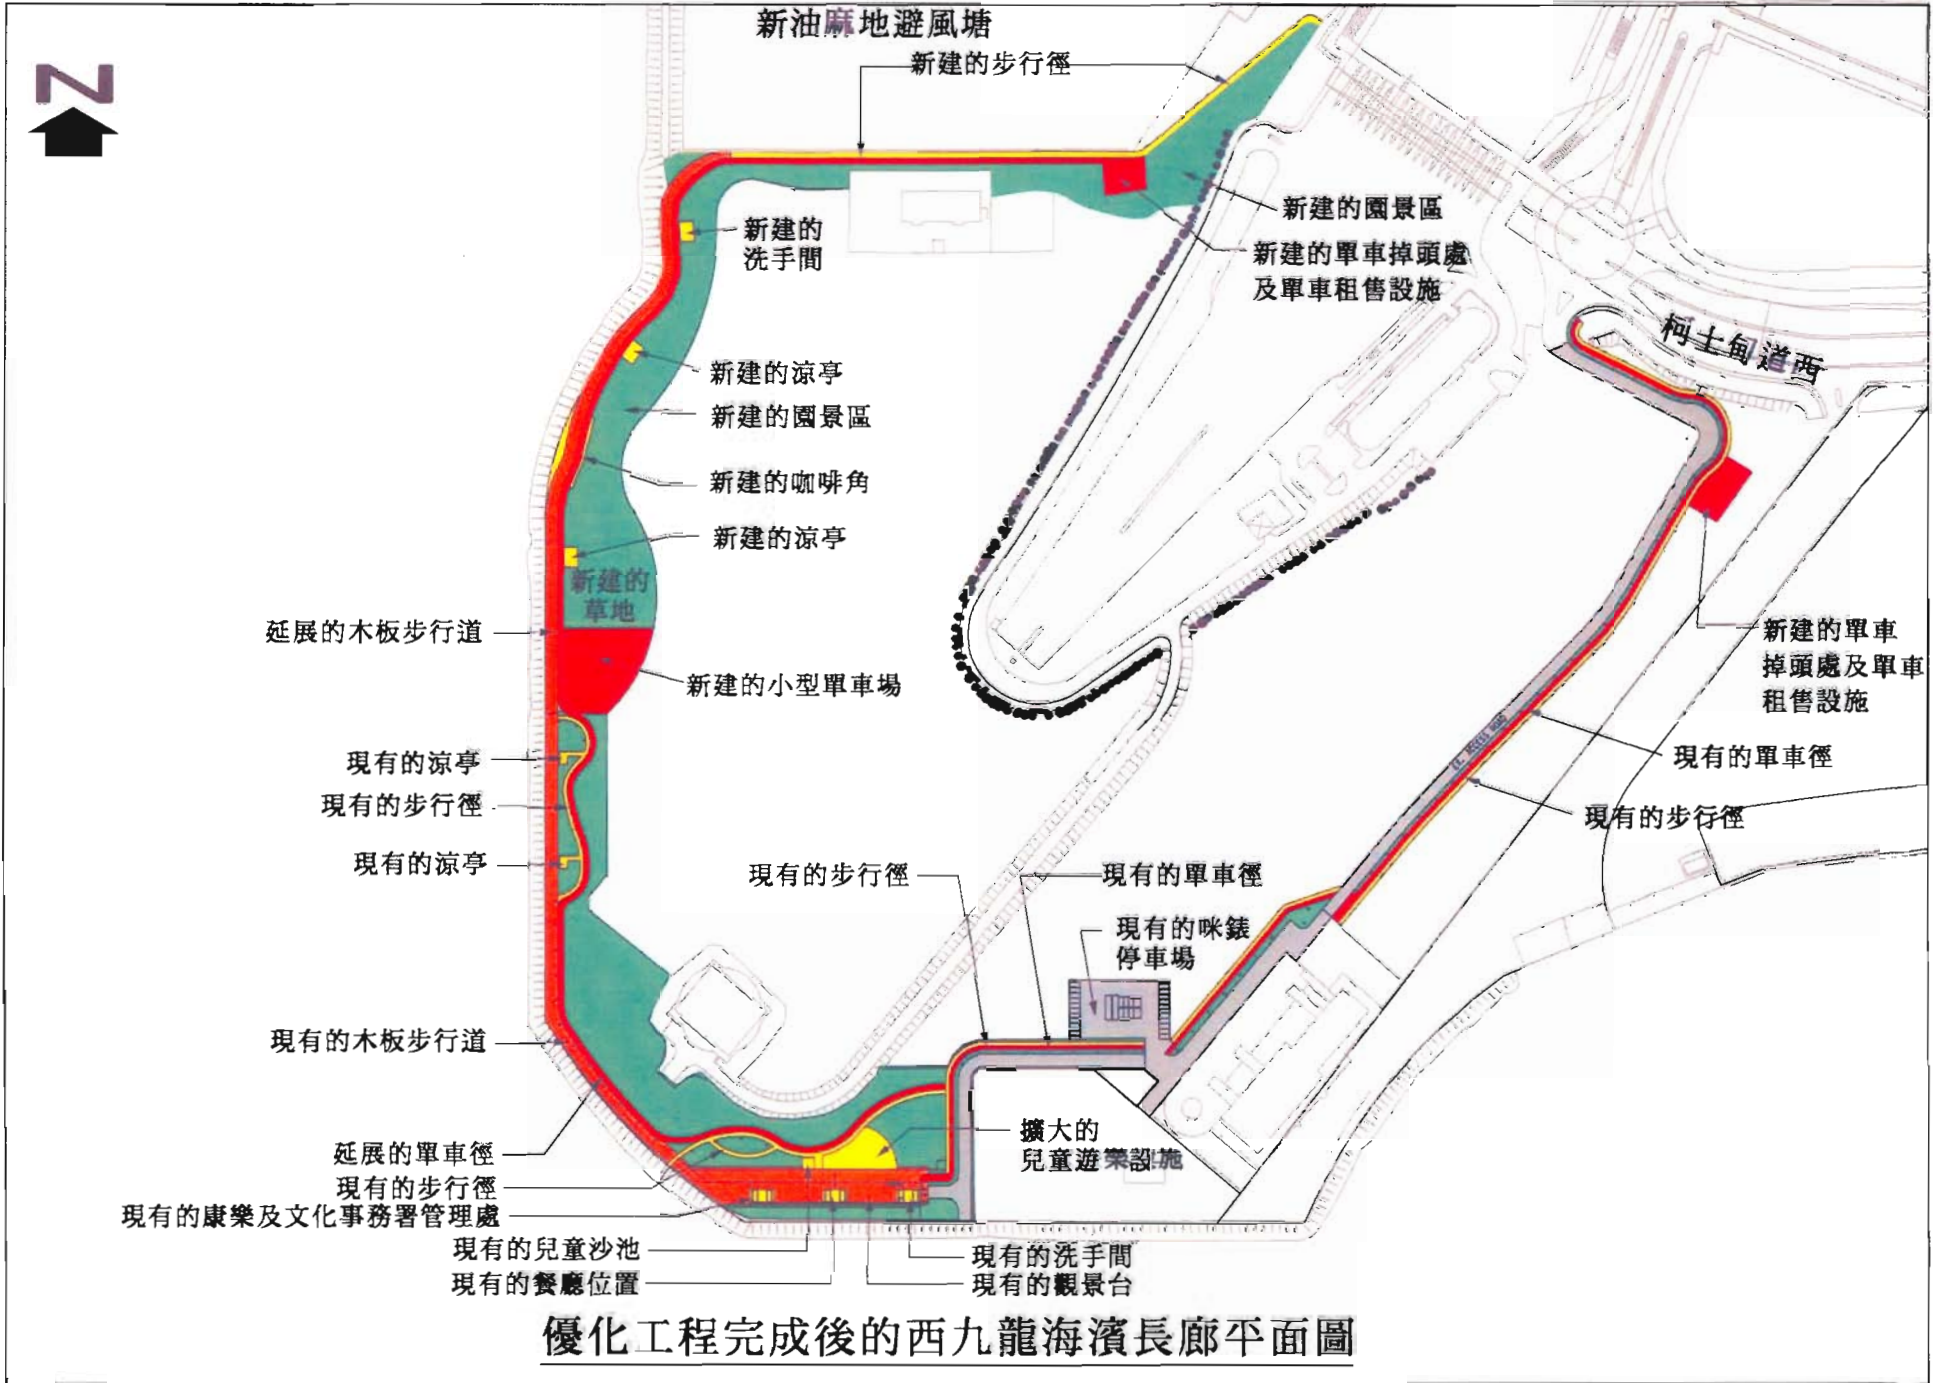 新油麻地避風塘
新建的步行徑
N
新建的園景區
新建的
洗手間
新建的單車掉頭處
及單車租售設施
柯士甸道西
新建的涼亭
新建的園景區
新建的咖啡角
新建的涼亭
新建的
草地
延展的木板步行道
新建的小型單車場
新建的單車
掉頭處及單車
租售設施
EX. ACCESS ROAD
現有的單車徑
現有的涼亭
現有的步行徑
現有的步行徑
現有的涼亭
現有的步行徑
現有的單車徑
現有的咪錶
停車場
現有的木板步行道
擴大的
兒童遊樂設施
延展的單車徑
現有的步行徑
現有的康樂及文化事務署管理處
現有的兒童沙池
現有的洗手間
現有的餐廳位置
現有的觀景台
優化工程完成後的西九龍海濱長廊平面圖